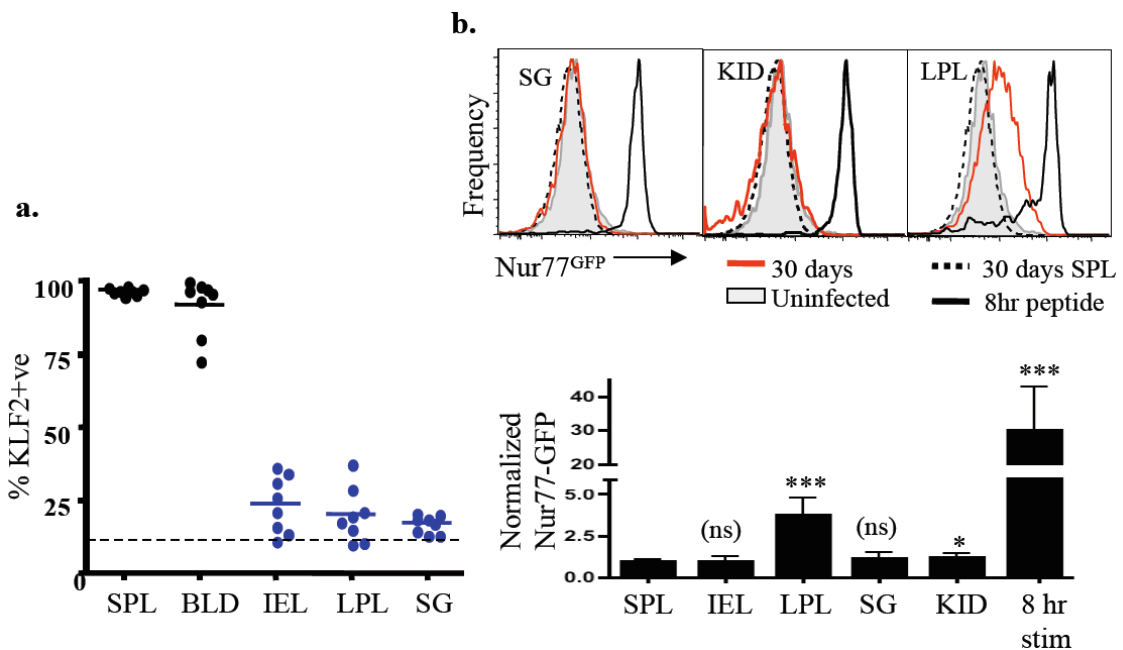 b.
SG
KID
LPL
Frequency
Nur77GFP
30 days
30 days SPL
Uninfected
8hr peptide
a.
% KLF2+ve
100
75
50
25
0
SPL BLD IEL LPL SG
Normalized
Nur77-GFP
40
30
20
5.0
2.5
0.0
(ns)
***
(ns)
*
***
SPL IEL LPL SG KID 8 hr
stim